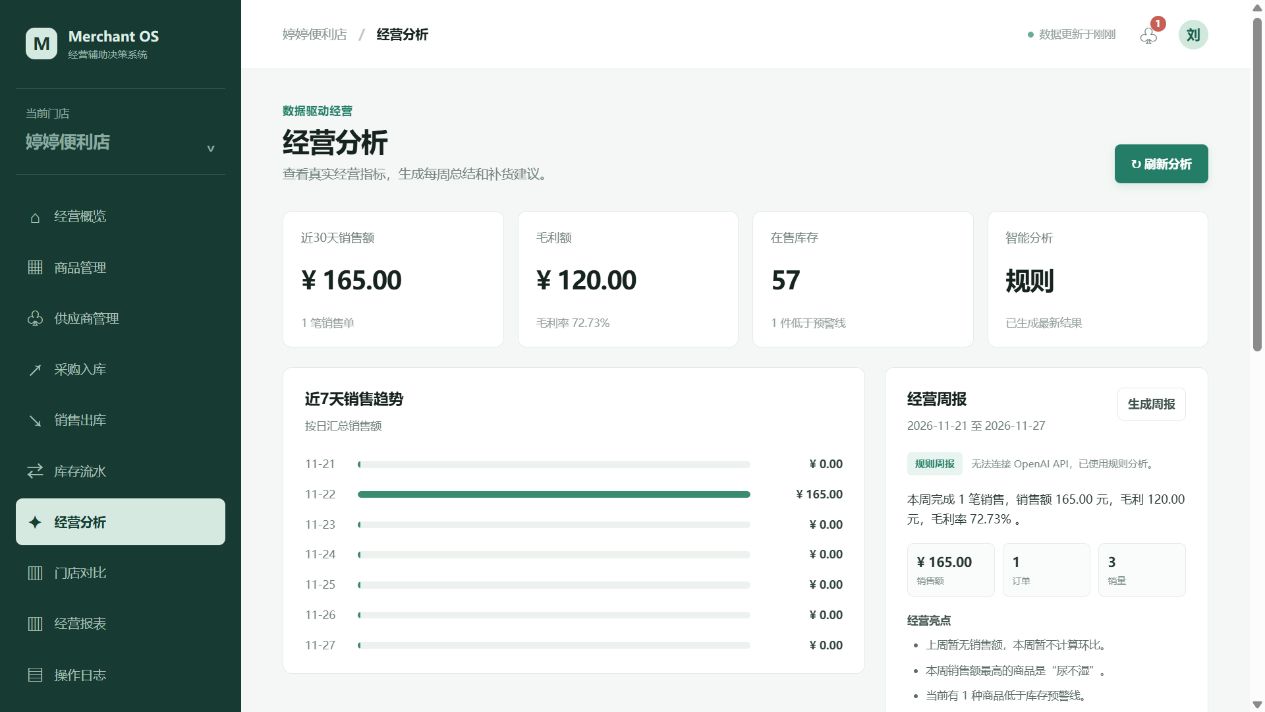 M
Merchant OS
经营辅助决策系统
当前门店
婷婷便利店
v
经营概览
商品管理
供应商管理
采购入库
销售出库
库存流水
经营分析
门店对比
经营报表
操作日志
婷婷便利店 / 经营分析
数据更新于刚刚
1
刘
数据驱动经营
经营分析
查看真实经营指标，生成每周总结和补货建议。
↻ 刷新分析
近30天销售额
¥ 165.00
1 笔销售单
毛利额
¥ 120.00
毛利率 72.73%
在售库存
57
1 件低于预警线
智能分析
规则
已生成最新结果
近7天销售趋势
按日汇总销售额
11-21 ¥ 0.00
11-22 ¥ 165.00
11-23 ¥ 0.00
11-24 ¥ 0.00
11-25 ¥ 0.00
11-26 ¥ 0.00
11-27 ¥ 0.00
经营周报
2026-11-21 至 2026-11-27
生成周报
规则周报 无法连接 OpenAI API，已使用规则分析。
本周完成 1 笔销售，销售额 165.00 元，毛利 120.00
元，毛利率 72.73% 。
¥ 165.00
销售额
1
订单
3
销量
经营亮点
• 上周暂无销售额，本周暂不计算环比。
• 本周销售额最高的商品是“尿不湿”。
• 当前有 1 种商品低于库存预警线。